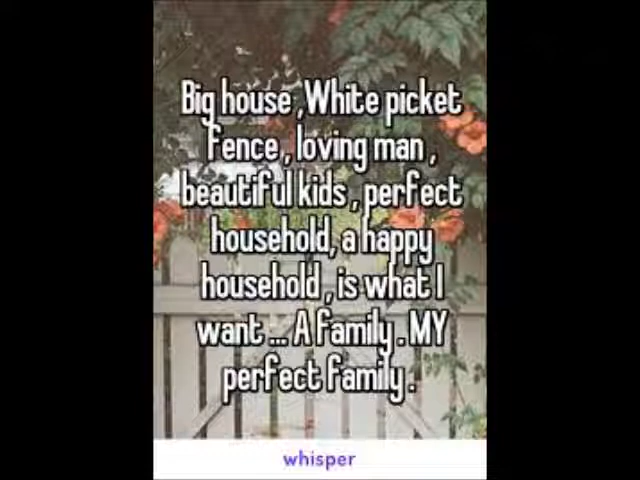 Big house ,White picket
fence , loving man ,
beautiful kids , perfect
household, a happy
household , is what I
want ... A family . MY
perfect family .
whisper